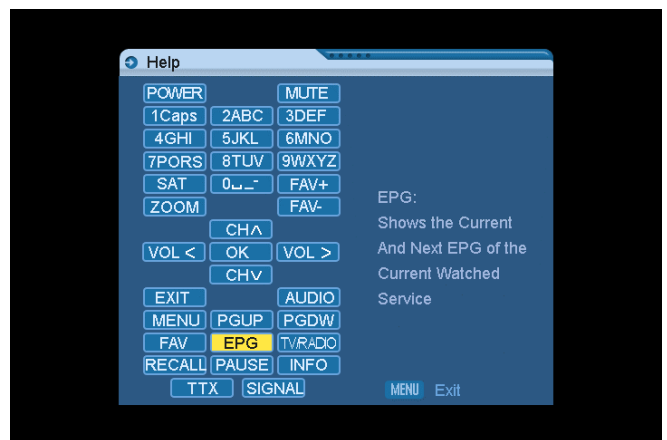 Help
POWER MUTE
1Caps 2ABC 3DEF
4GHI 5JKL 6MNO
7PORS 8TUV 9WXYZ
SAT 0␣_- FAV+
ZOOM FAV-
CH∧
VOL < OK VOL >
CH∨
EXIT AUDIO
MENU PGUP PGDW
FAV EPG TV/RADIO
RECALL PAUSE INFO
TTX SIGNAL
EPG:
Shows the Current
And Next EPG of the
Current Watched
Service
MENU Exit